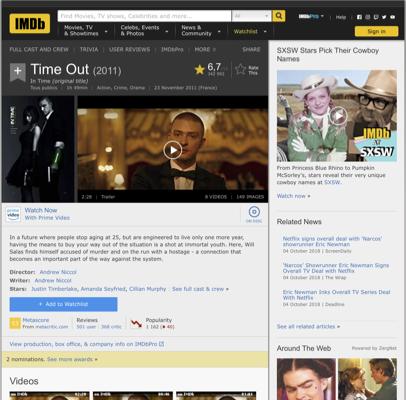 IMDb
Find Movies, TV shows, Celebrities and more...
All
IMDbPro
Help
Movies, TV & Showtimes
Celebs, Events & Photos
News & Community
Watchlist
Sign in
FULL CAST AND CREW | TRIVIA | USER REVIEWS | IMDbPro | MORE
SHARE
Time Out (2011)
In Time (original title)
Tous publics | 1h 49min | Action, Crime, Drama | 23 November 2011 (France)
6,7
Rate This
2:28 | Trailer
8 VIDEOS | 149 IMAGES
prime video
Watch Now
With Prime Video
ON DISC
In a future where people stop aging at 25, but are engineered to live only one more year,
having the means to buy your way out of the situation is a shot at immortal youth. Here, Will
Salas finds himself accused of murder and on the run with a hostage - a connection that
becomes an important part of the way against the system.
Director: Andrew Niccol
Writer: Andrew Niccol
Stars: Justin Timberlake, Amanda Seyfried, Cillian Murphy | See full cast & crew »
+ Add to Watchlist
53
Metascore
From metacritic.com
Reviews
501 user | 368 critic
Popularity
1 162
View production, box office, & company info on IMDbPro
2 nominations. See more awards »
Videos
SXSW Stars Pick Their Cowboy
Names
IMDb
AT
SXSW
From Princess Blue Rhino to Pumpkin
McSorley's, stars reveal their very
unique cowboy names at SXSW.
Watch now »
Related News
Netflix signs overall deal with 'Narcos'
showrunner Eric Newman
04 October 2018 | ScreenDaily
'Narcos' Showrunner Eric Newman Signs
Overall TV Deal With Netflix
04 October 2018 | The Wrap
Eric Newman Inks Overall TV Series Deal
With Netflix
04 October 2018 | Deadline
See all related articles »
Around The Web
Powered by ZergNet